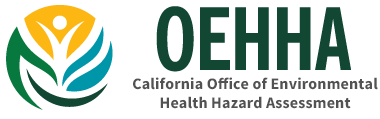 OEHHA
California Office of Environmental
Health Hazard Assessment